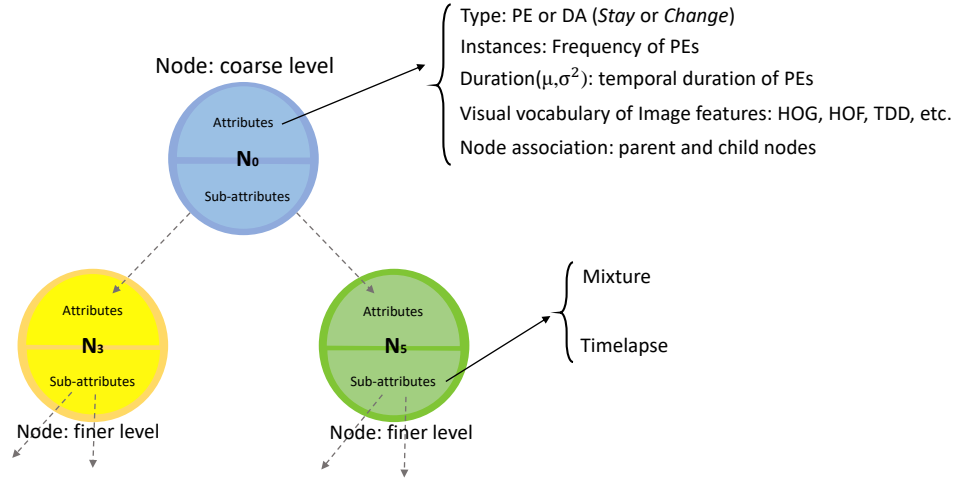 Type: PE or DA (Stay or Change)
Instances: Frequency of PEs
Duration(μ,σ²): temporal duration of PEs
Visual vocabulary of Image features: HOG, HOF, TDD, etc.
Node association: parent and child nodes
Node: coarse level
Attributes
N₀
Sub-attributes
Attributes
N₃
Sub-attributes
Node: finer level
Attributes
N₅
Sub-attributes
Node: finer level
Mixture
Timelapse